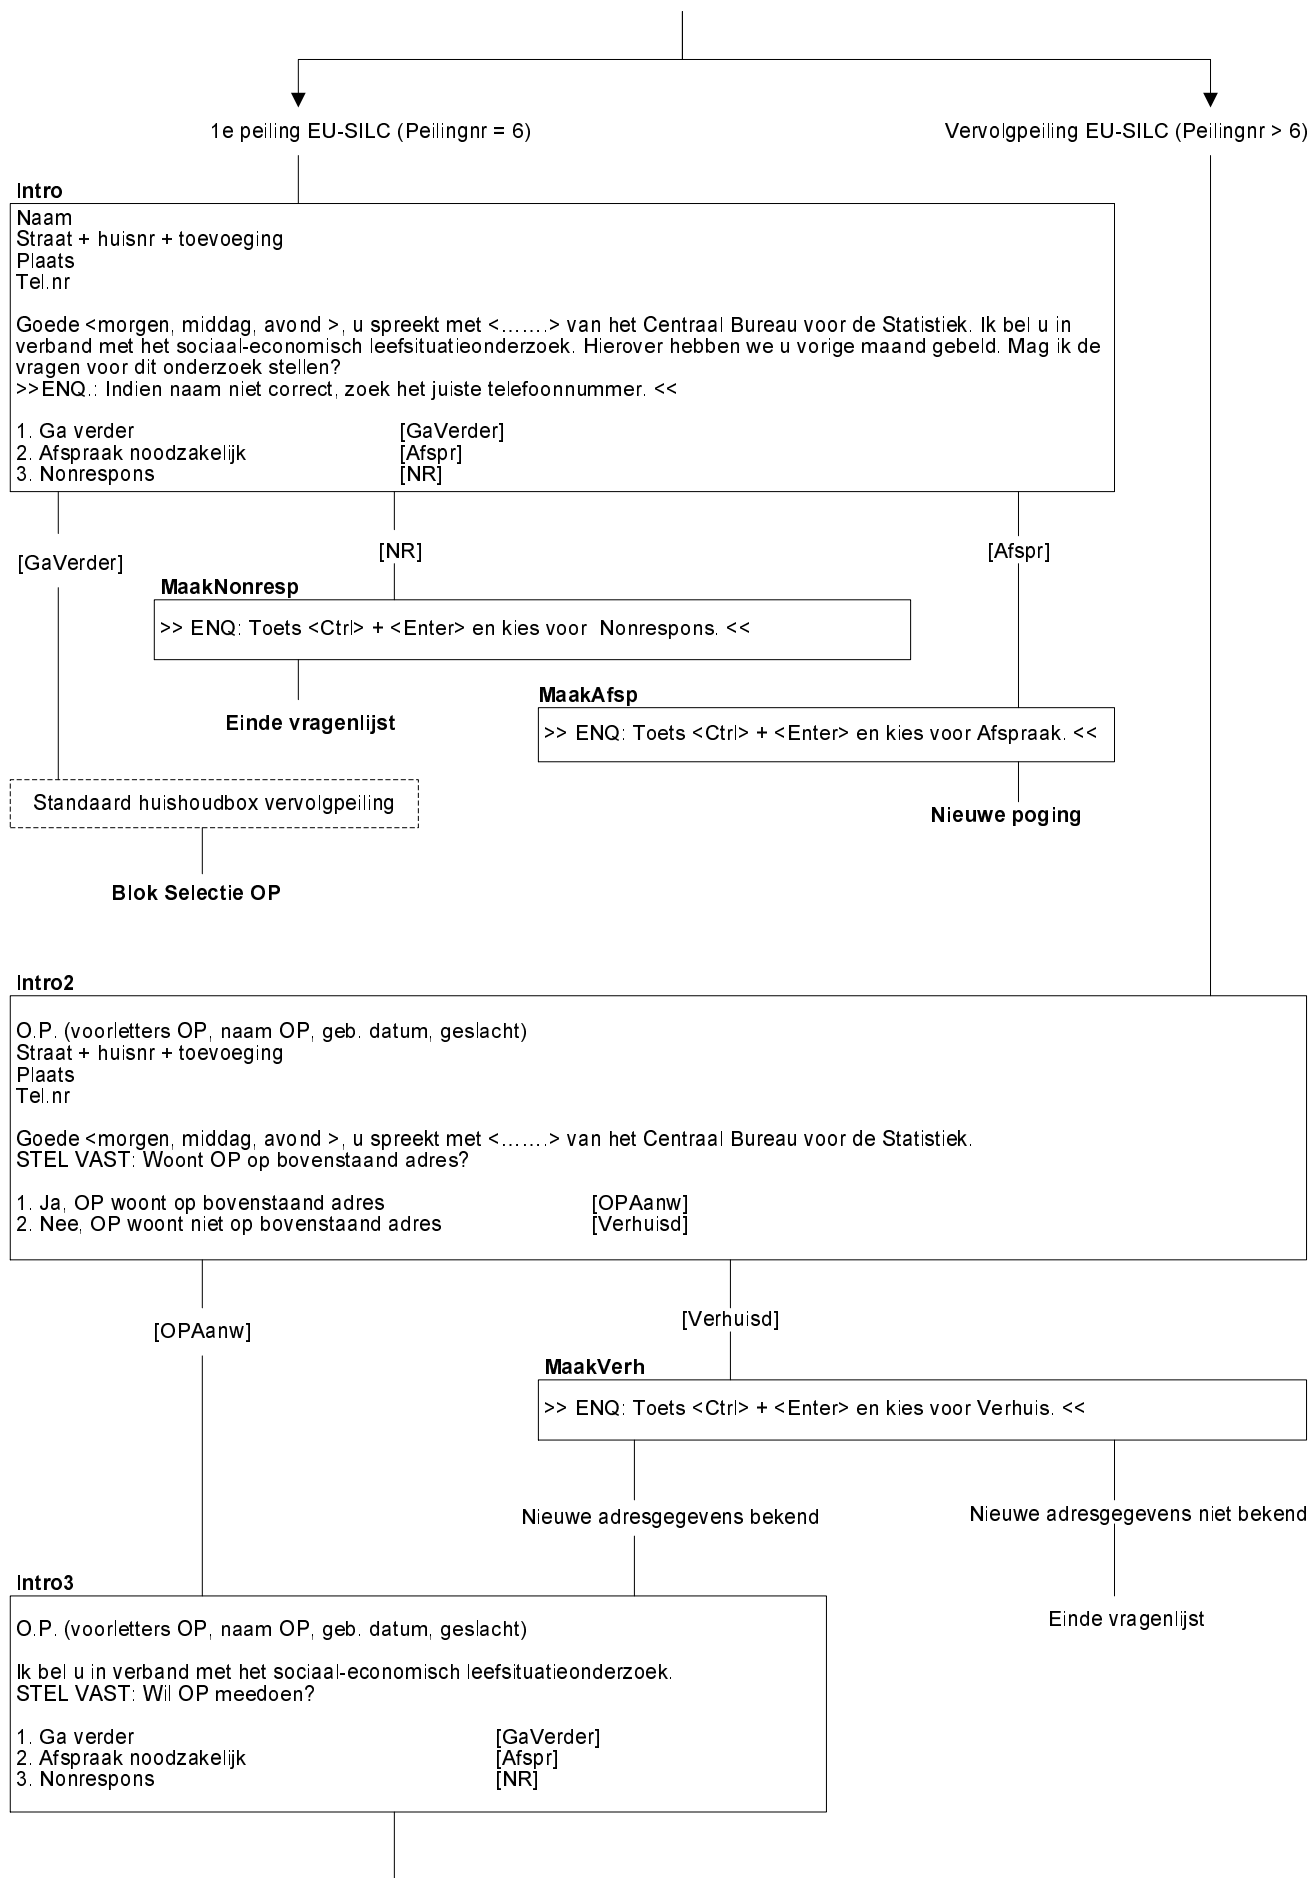 1e peiling EU-SILC (Peilingnr = 6)
Vervolgpeiling EU-SILC (Peilingnr > 6)
Intro
Naam
Straat + huisnr + toevoeging
Plaats
Tel.nr
Goede <morgen, middag, avond >, u spreekt met <…….> van het Centraal Bureau voor de Statistiek. Ik bel u in
verband met het sociaal-economisch leefsituatieonderzoek. Hierover hebben we u vorige maand gebeld. Mag ik de
vragen voor dit onderzoek stellen?
>>ENQ.: Indien naam niet correct, zoek het juiste telefoonnummer. <<
1. Ga verder [GaVerder]
2. Afspraak noodzakelijk [Afspr]
3. Nonrespons [NR]
[GaVerder]
[NR]
[Afspr]
MaakNonresp
>> ENQ: Toets <Ctrl> + <Enter> en kies voor  Nonrespons. <<
Einde vragenlijst
MaakAfsp
>> ENQ: Toets <Ctrl> + <Enter> en kies voor Afspraak. <<
Nieuwe poging
Standaard huishoudbox vervolgpeiling
Blok Selectie OP
Intro2
O.P. (voorletters OP, naam OP, geb. datum, geslacht)
Straat + huisnr + toevoeging
Plaats
Tel.nr
Goede <morgen, middag, avond >, u spreekt met <…….> van het Centraal Bureau voor de Statistiek.
STEL VAST: Woont OP op bovenstaand adres?
1. Ja, OP woont op bovenstaand adres [OPAanw]
2. Nee, OP woont niet op bovenstaand adres [Verhuisd]
[OPAanw]
[Verhuisd]
MaakVerh
>> ENQ: Toets <Ctrl> + <Enter> en kies voor Verhuis. <<
Nieuwe adresgegevens bekend
Nieuwe adresgegevens niet bekend
Einde vragenlijst
Intro3
O.P. (voorletters OP, naam OP, geb. datum, geslacht)
Ik bel u in verband met het sociaal-economisch leefsituatieonderzoek.
STEL VAST: Wil OP meedoen?
1. Ga verder [GaVerder]
2. Afspraak noodzakelijk [Afspr]
3. Nonrespons [NR]